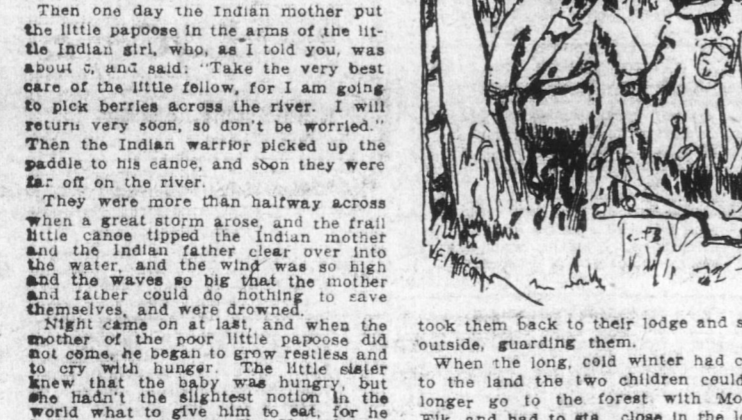 Then one day the Indian mother put
the little papoose in the arms of the lit-
tle Indian girl, who, as I told you, was
about and said: "Take the very best
care of the little fellow, for I am going
to pick berries across the river. I will
return very soon, so don't be worried."
Then the Indian warrior picked up the
paddle to his canoe, and soon they were
far off on the river.
They were more than halfway across
when a great storm arose, and the frail
little canoe tipped the Indian mother
and the Indian father clear over into
the water, and the wind was so high
and the waves so big that the mother
and father could do nothing to save
themselves, and were drowned.
Night came on at last, and when the
mother of the poor little papoose did
not come, he began to grow restless and
to cry with hunger. The little sister
knew that the baby was hungry, but
she hadn't the slightest notion in the
world what to give him to eat, for he
took them back to their lodge and
outside, guarding them.
When the long, cold winter had
to the land the two children could
longer go to the forest with
and had to close in the